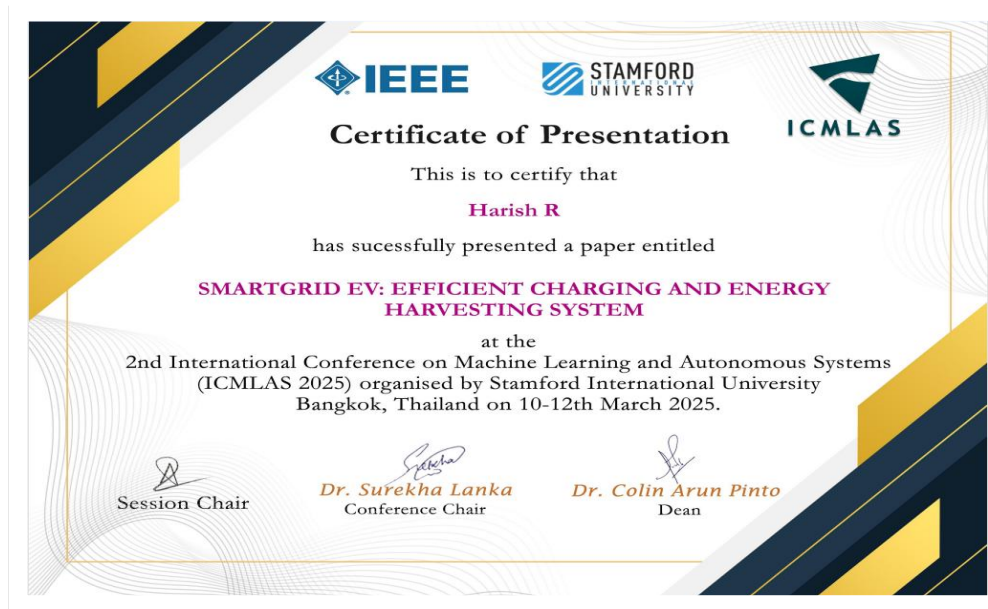 IEEE
STAMFORD
INTERNATIONAL
UNIVERSITY
ICMLAS
Certificate of Presentation
This is to certify that
Harish R
has sucessfully presented a paper entitled
SMARTGRID EV: EFFICIENT CHARGING AND ENERGY
HARVESTING SYSTEM
at the
2nd International Conference on Machine Learning and Autonomous Systems
(ICMLAS 2025) organised by Stamford International University
Bangkok, Thailand on 10-12th March 2025.
Session Chair
Dr. Surekha Lanka
Conference Chair
Dr. Colin Arun Pinto
Dean